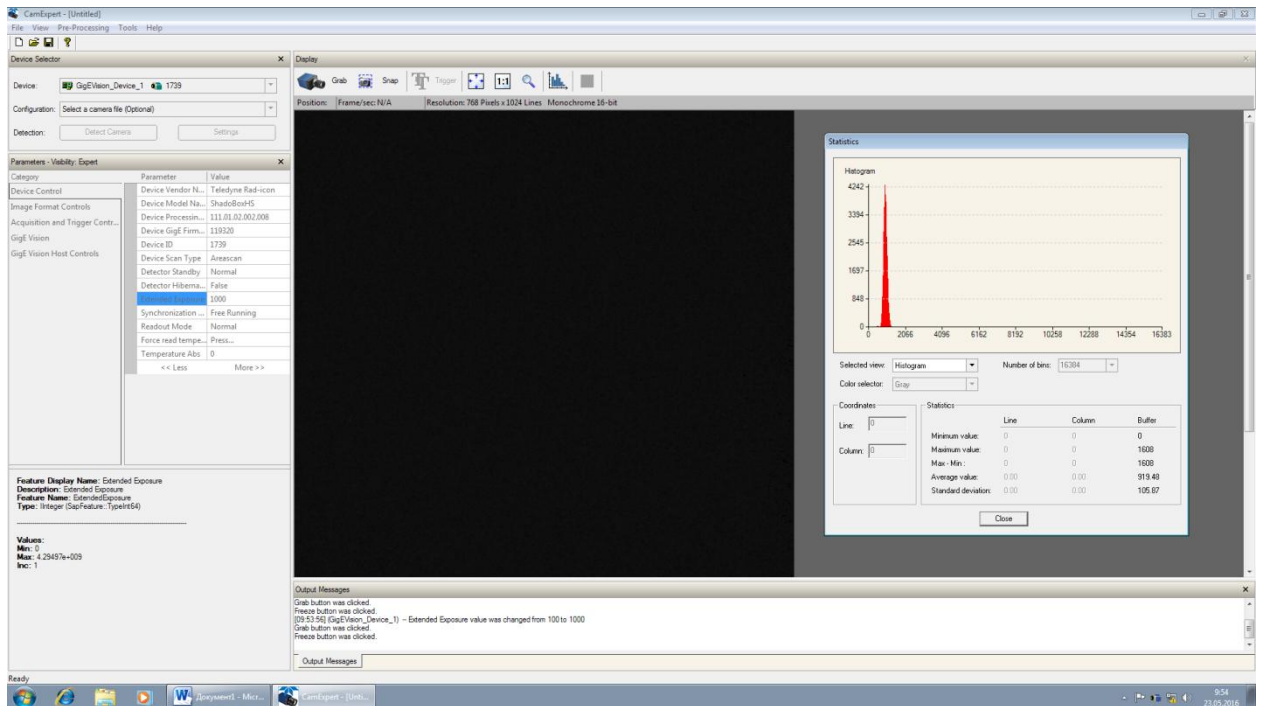 CamExpert - [Untitled]
File View Pre-Processing Tools Help
Device Selector
Device: GigEVision_Device_1 1739
Configuration: Select a camera file (Optional)
Detection: Detect Camera Settings
Parameters - Visibility: Expert
Category Parameter Value
Device Control
Image Format Controls
Acquisition and Trigger Contr...
GigE Vision
GigE Vision Host Controls
Device Vendor N... Teledyne Rad-icon
Device Model Na... ShadoBoxHS
Device Processin... 111.01.02.002.008
Device GigE Firm... 119320
Device ID 1739
Device Scan Type Areascan
Detector Standby Normal
Detector Hiberna... False
Extended Exposure 1000
Synchronization ... Free Running
Readout Mode Normal
Force read tempe... Press...
Temperature Abs 0
<< Less More >>
Feature Display Name: Extended Exposure
Description: Extended Exposure
Feature Name: ExtendedExposure
Type: IInteger (SapFeature::TypeInt64)
Values:
Min: 0
Max: 4.29497e+009
Inc: 1
Display
Grab Snap Trigger 1:1
Position: Frame/sec: N/A Resolution: 768 Pixels x 1024 Lines Monochrome 16-bit
Statistics
Histogram
4242
3394
2545
1697
848
0
0 2066 4096 6162 8192 10258 12288 14354 16383
Selected view: Histogram Number of bins: 16384
Color selector: Gray
Coordinates
Line: 0
Column: 0
Statistics
Line Column Buffer
Minimum value: 0 0 0
Maximum value: 0 0 1608
Max - Min : 0 0 1608
Average value: 0.00 0.00 919.48
Standard deviation: 0.00 0.00 105.87
Close
Output Messages
Grab button was clicked.
Freeze button was clicked.
[09:53:56] (GigEVision_Device_1) -- Extended Exposure value was changed from 100 to 1000
Grab button was clicked.
Freeze button was clicked.
Output Messages
Ready
Документ1 - Micr...
CamExpert - [Unti...
9:54
23.05.2016